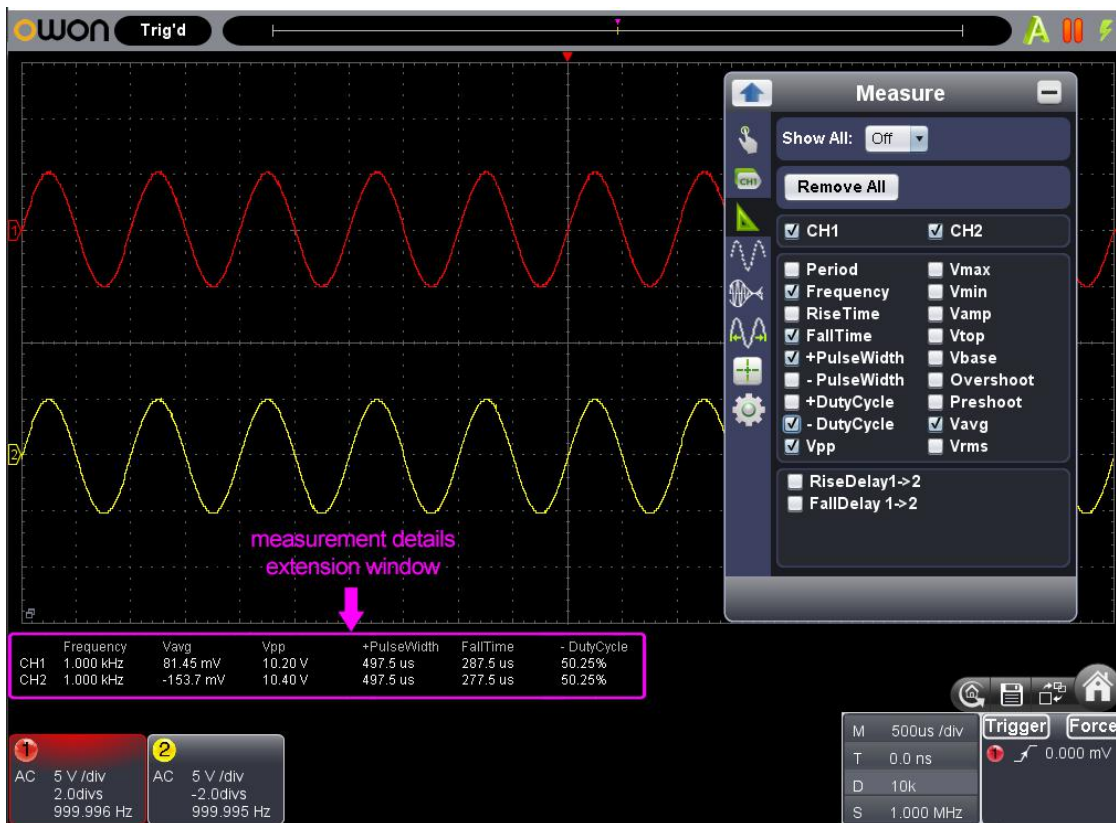 owon Trig'd
Measure
Show All: Off
CH1
Remove All
CH1 CH2
Period Vmax
Frequency Vmin
RiseTime Vamp
FallTime Vtop
+PulseWidth Vbase
- PulseWidth Overshoot
+DutyCycle Preshoot
- DutyCycle Vavg
Vpp Vrms
RiseDelay1->2
FallDelay 1->2
1
2
measurement details
extension window
Frequency Vavg Vpp +PulseWidth FallTime - DutyCycle
CH1 1.000 kHz 81.45 mV 10.20 V 497.5 us 287.5 us 50.25%
CH2 1.000 kHz -153.7 mV 10.40 V 497.5 us 277.5 us 50.25%
1
AC 5 V /div
2.0divs
999.996 Hz
2
AC 5 V /div
-2.0divs
999.995 Hz
M 500us /div
T 0.0 ns
D 10k
S 1.000 MHz
Trigger Force
1 0.000 mV